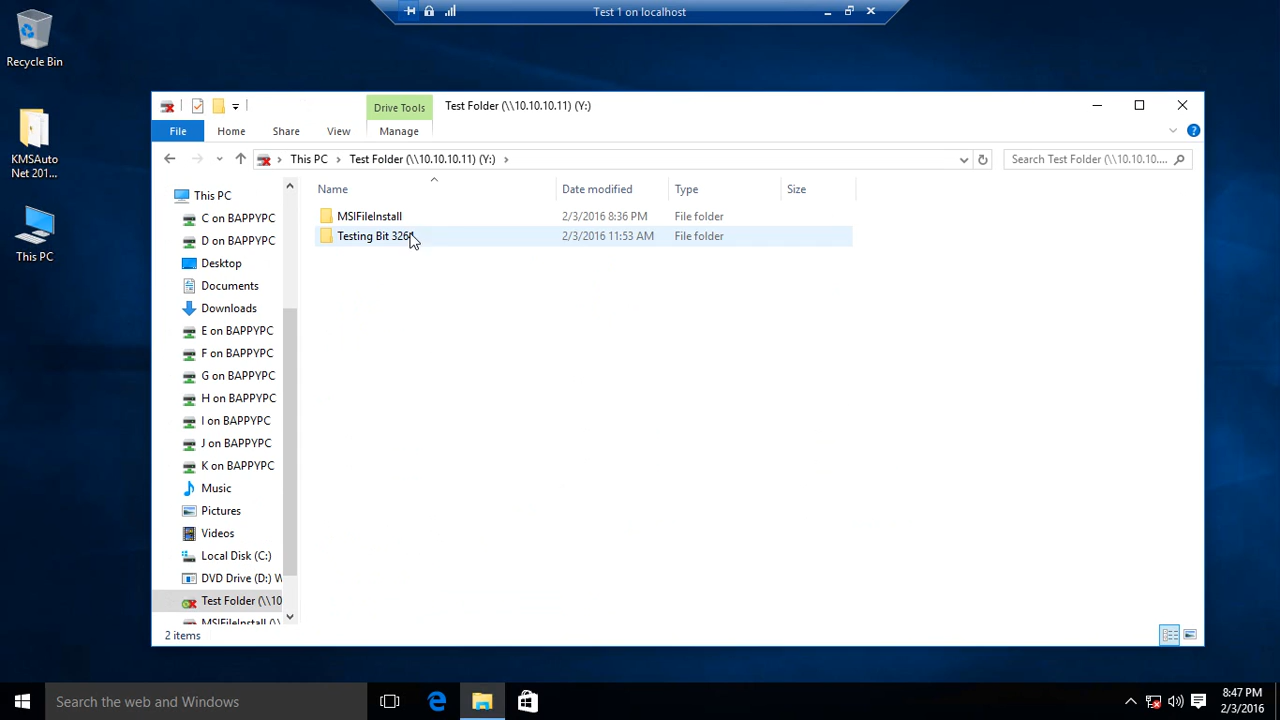 Test 1 on localhost
Recycle Bin
KMSAuto
Net 201...
This PC
Drive Tools
Test Folder (\\10.10.10.11) (Y:)
File
Home
Share
View
Manage
This PC
Test Folder (\\10.10.10.11) (Y:)
Search Test Folder (\\10.10.10....
Name
Date modified
Type
Size
MSIFileInstall
2/3/2016 8:36 PM
File folder
Testing Bit
2/3/2016 11:53 AM
File folder
This PC
C on BAPPYPC
D on BAPPYPC
Desktop
Documents
Downloads
E on BAPPYPC
F on BAPPYPC
G on BAPPYPC
H on BAPPYPC
I on BAPPYPC
J on BAPPYPC
K on BAPPYPC
Music
Pictures
Videos
Local Disk (C:)
DVD Drive (D:) W
Test Folder (\\10
MSIFileInstall (\\
2 items
Search the web and Windows
8:47 PM
2/3/2016